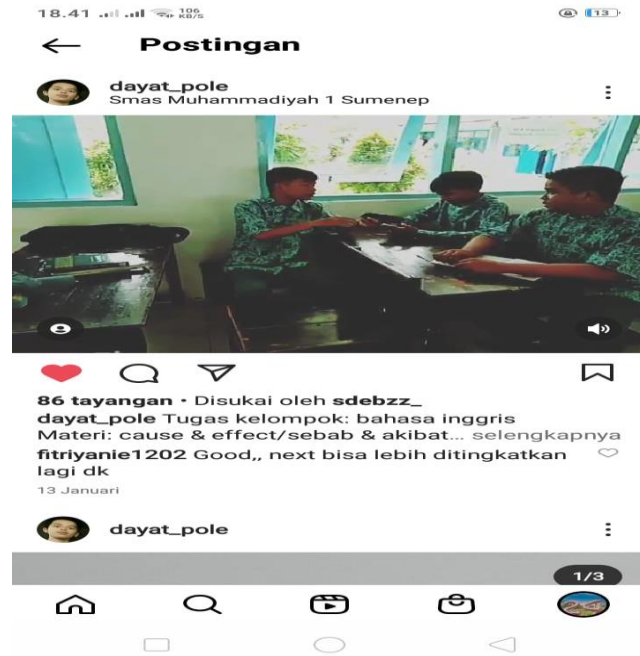 18.41 106 KB/S 13
Postingan
dayat_pole
Smas Muhammadiyah 1 Sumenep
86 tayangan • Disukai oleh sdebzz_
dayat_pole Tugas kelompok: bahasa inggris
Materi: cause & effect/sebab & akibat... selengkapnya
fitriyanie1202 Good,, next bisa lebih ditingkatkan
lagi dk
13 Januari
dayat_pole
1/3